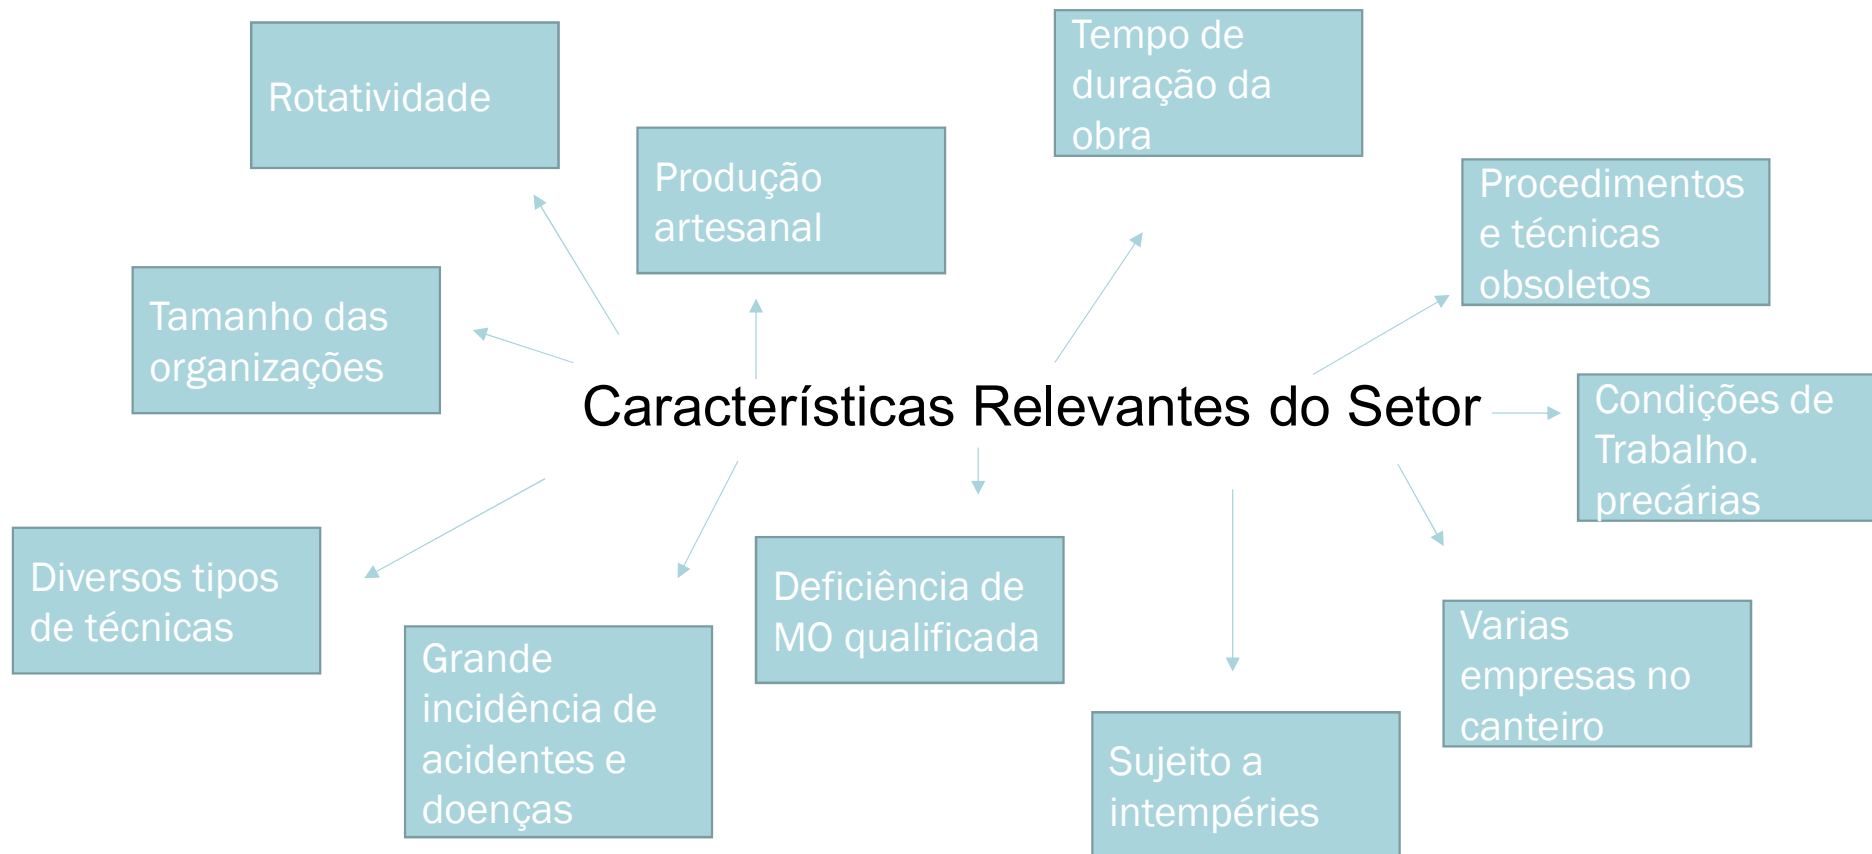 Rotatividade
Tempo de
duração da
obra
Produção
artesanal
Procedimentos
e técnicas
obsoletos
Tamanho das
organizações
Características Relevantes do Setor
Condições de
Trabalho.
precárias
Diversos tipos
de técnicas
Grande
incidência de
acidentes e
doenças
Deficiência de
MO qualificada
Varias
empresas no
canteiro
Sujeito a
intempéries